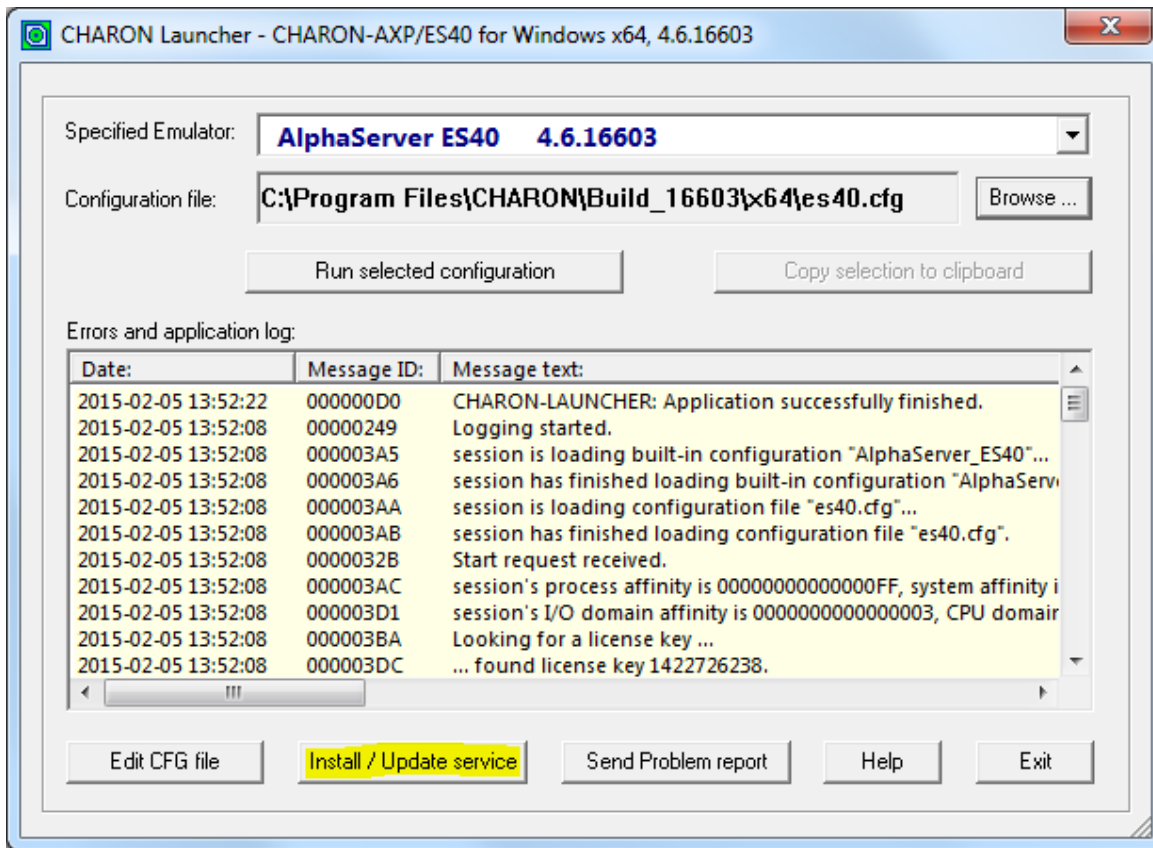 CHARON Launcher - CHARON-AXP/ES40 for Windows x64, 4.6.16603
Specified Emulator: AlphaServer ES40 4.6.16603
Configuration file: C:\Program Files\CHARON\Build_16603\x64\es40.cfg Browse ...
Run selected configuration Copy selection to clipboard
Errors and application log:
Date: Message ID: Message text:
2015-02-05 13:52:22 000000D0 CHARON-LAUNCHER: Application successfully finished.
2015-02-05 13:52:08 00000249 Logging started.
2015-02-05 13:52:08 000003A5 session is loading built-in configuration "AlphaServer_ES40"...
2015-02-05 13:52:08 000003A6 session has finished loading built-in configuration "AlphaServ
2015-02-05 13:52:08 000003AA session is loading configuration file "es40.cfg"...
2015-02-05 13:52:08 000003AB session has finished loading configuration file "es40.cfg".
2015-02-05 13:52:08 0000032B Start request received.
2015-02-05 13:52:08 000003AC session's process affinity is 00000000000000FF, system affinity i
2015-02-05 13:52:08 000003D1 session's I/O domain affinity is 0000000000000003, CPU domain
2015-02-05 13:52:08 000003BA Looking for a license key ...
2015-02-05 13:52:08 000003DC ... found license key 1422726238.
Edit CFG file Install / Update service Send Problem report Help Exit